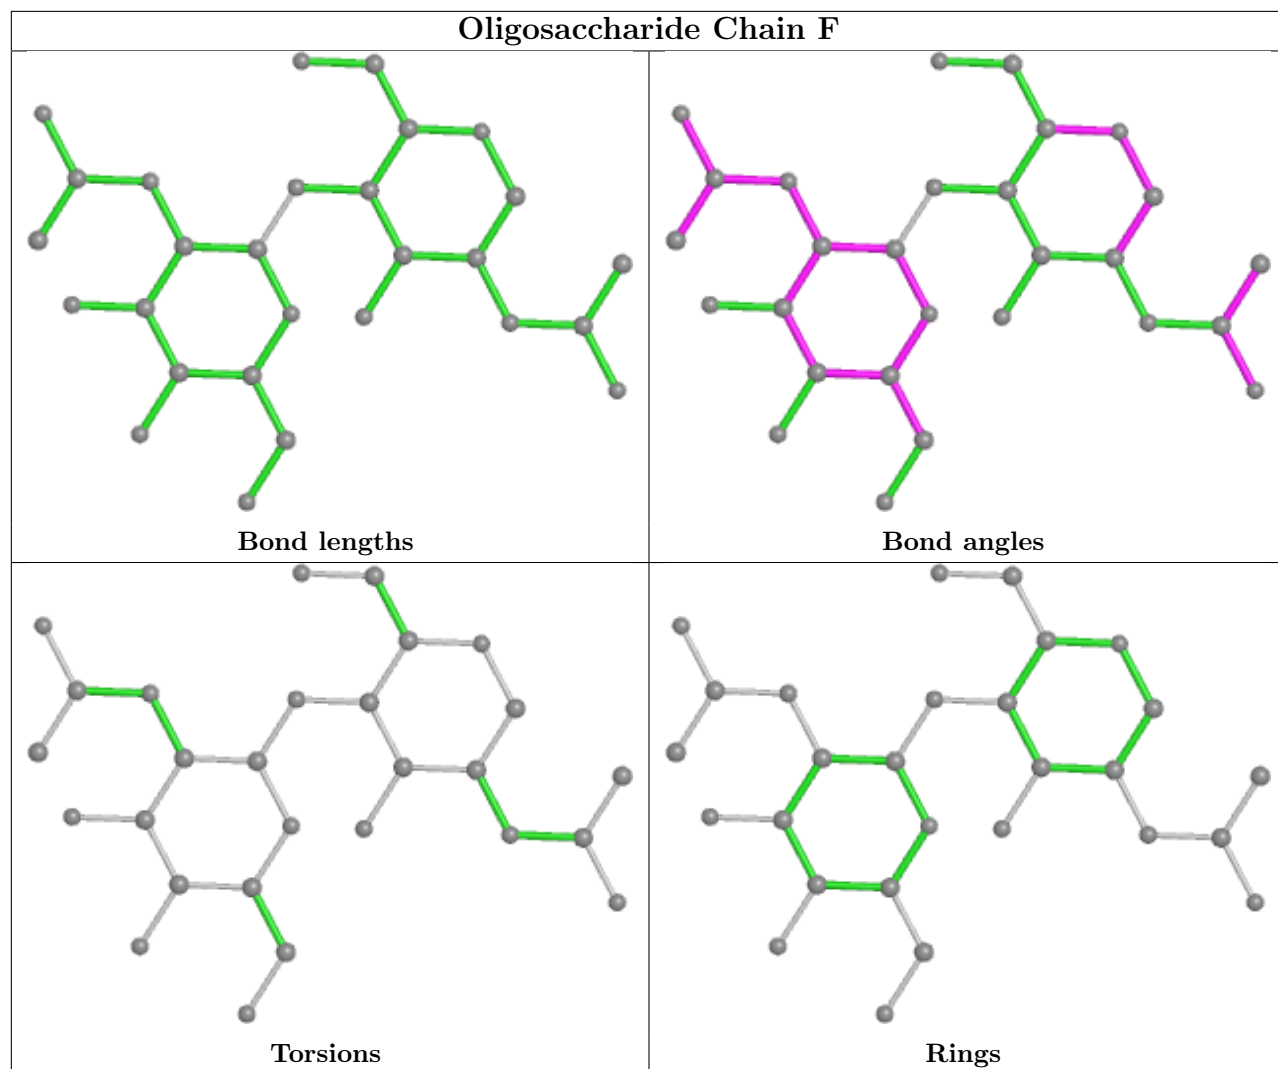 Oligosaccharide Chain F
Bond lengths
Bond angles
Torsions
Rings